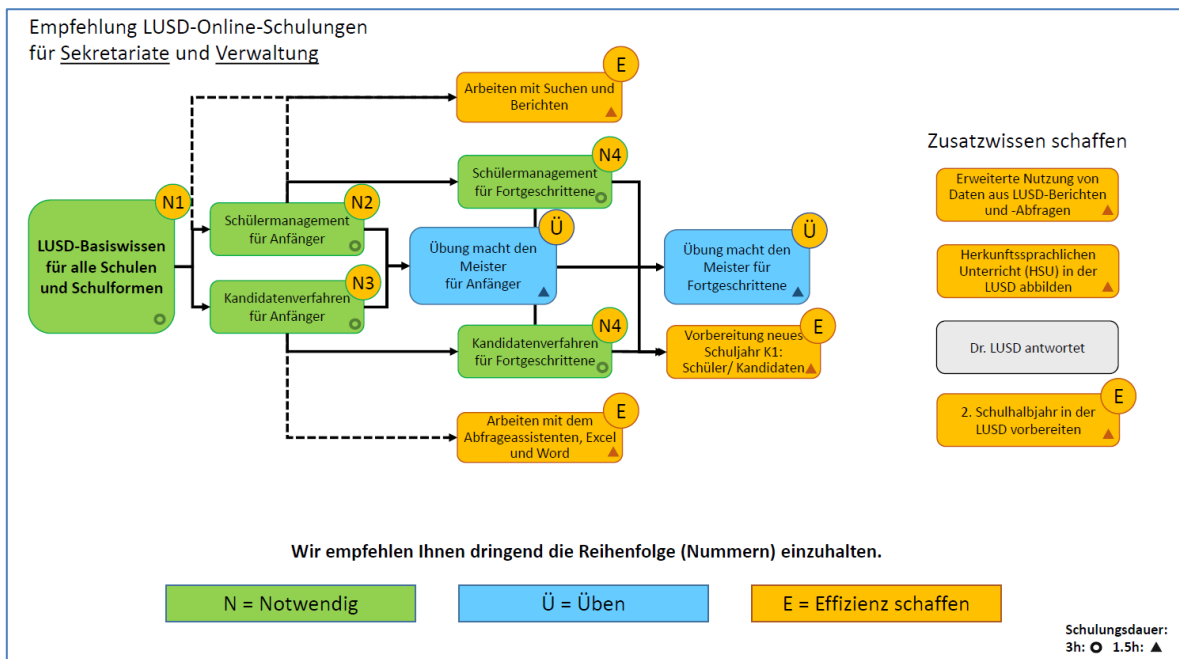 Empfehlung LUSD-Online-Schulungen
für Sekretariate und Verwaltung
E
Arbeiten mit Suchen und
Berichten
N4
Schülermanagement
für Fortgeschrittene
N1
LUSD-Basiswissen
für alle Schulen
und Schulformen
N2
Schülermanagement
für Anfänger
N3
Kandidatenverfahren
für Anfänger
Ü
Übung macht den
Meister
für Anfänger
Ü
Übung macht den
Meister für
Fortgeschrittene
N4
Kandidatenverfahren
für Fortgeschrittene
E
Vorbereitung neues
Schuljahr K1:
Schüler/ Kandidaten
E
Arbeiten mit dem
Abfrageassistenten, Excel
und Word
Zusatzwissen schaffen
Erweiterte Nutzung von
Daten aus LUSD-Berichten
und -Abfragen
Herkunftssprachlichen
Unterricht (HSU) in der
LUSD abbilden
Dr. LUSD antwortet
E
2. Schulhalbjahr in der
LUSD vorbereiten
Wir empfehlen Ihnen dringend die Reihenfolge (Nummern) einzuhalten.
N = Notwendig
Ü = Üben
E = Effizienz schaffen
Schulungsdauer:
3h: 1.5h: